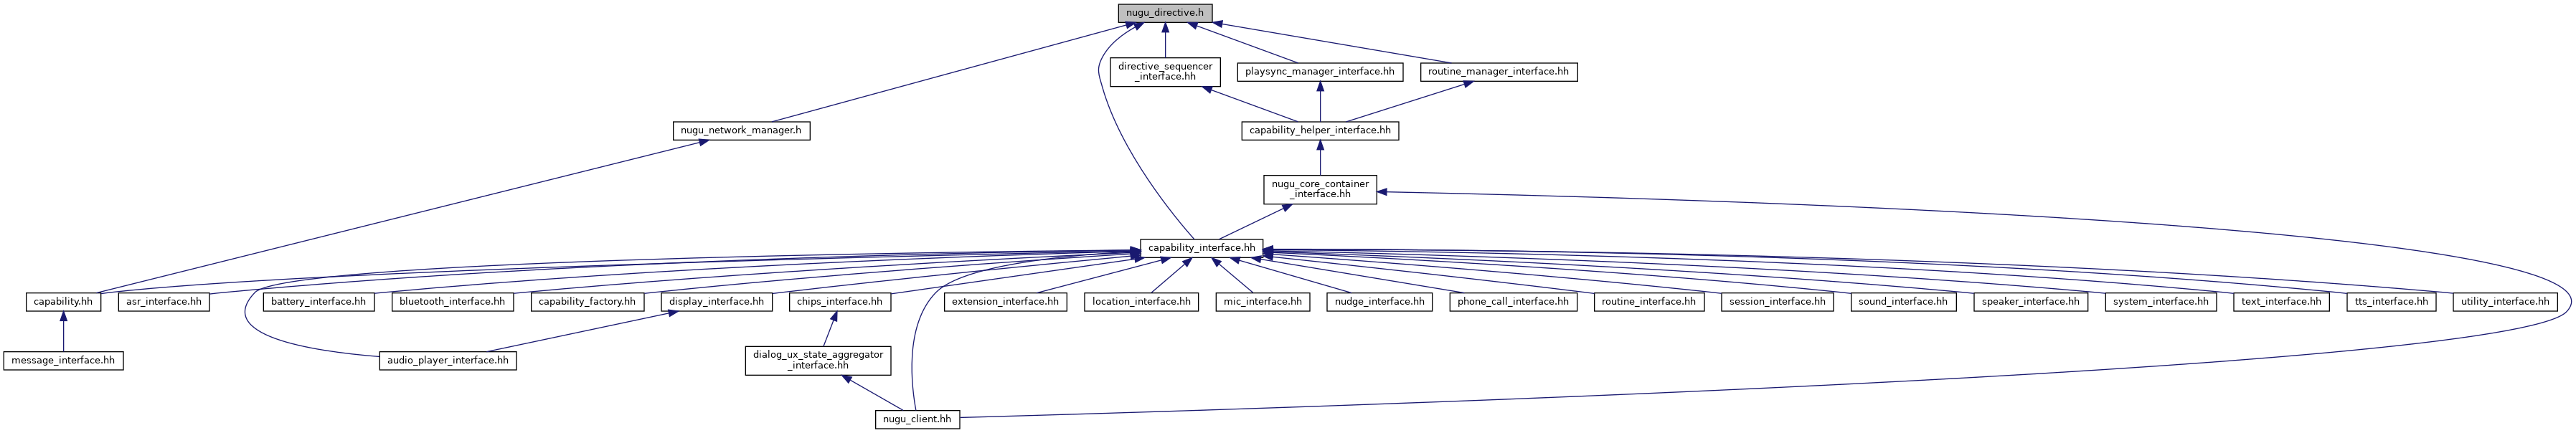 nugu_directive.h
directive_sequencer
_interface.hh
playsync_manager_interface.hh
routine_manager_interface.hh
nugu_network_manager.h
capability_helper_interface.hh
nugu_core_container
_interface.hh
capability_interface.hh
capability.hh
asr_interface.hh
battery_interface.hh
bluetooth_interface.hh
capability_factory.hh
display_interface.hh
chips_interface.hh
extension_interface.hh
location_interface.hh
mic_interface.hh
nudge_interface.hh
phone_call_interface.hh
routine_interface.hh
session_interface.hh
sound_interface.hh
speaker_interface.hh
system_interface.hh
text_interface.hh
tts_interface.hh
utility_interface.hh
message_interface.hh
audio_player_interface.hh
dialog_ux_state_aggregator
_interface.hh
nugu_client.hh